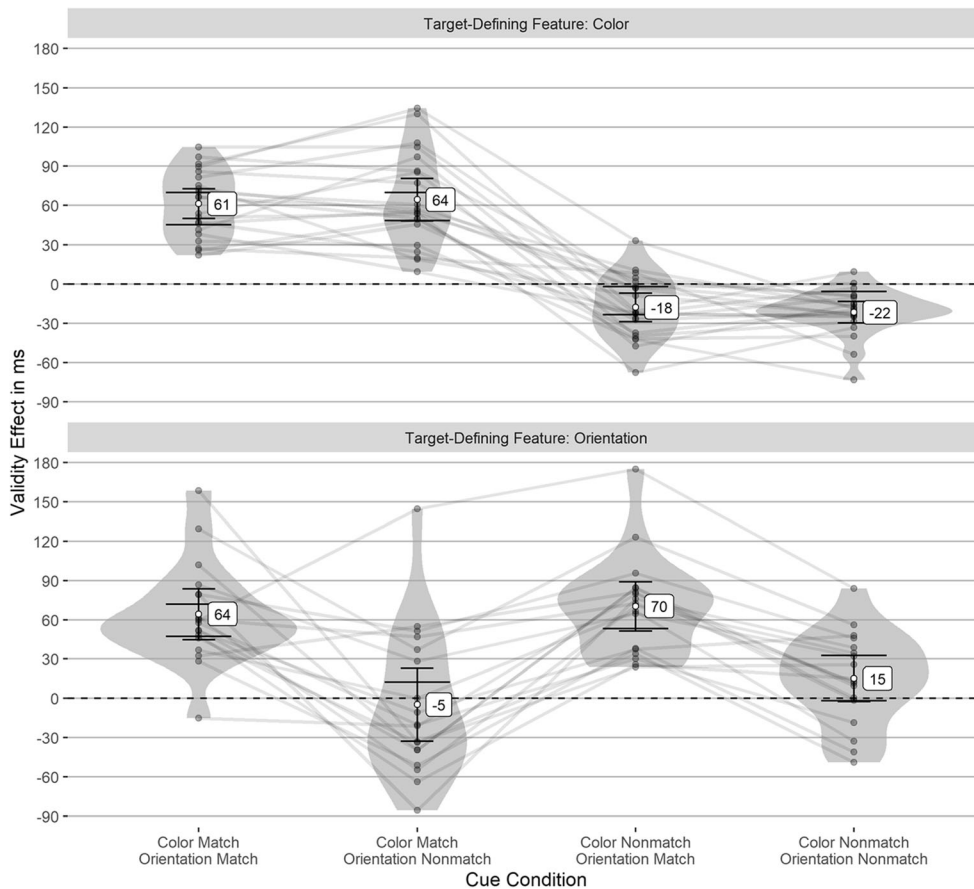 Target-Defining Feature: Color
180
150
120
90
60
30
0
-30
-60
-90
61
64
-18
-22
Validity Effect in ms
Target-Defining Feature: Orientation
180
150
120
90
60
30
0
-30
-60
-90
64
-5
70
15
Color Match
Orientation Match
Color Match
Orientation Nonmatch
Color Nonmatch
Orientation Match
Color Nonmatch
Orientation Nonmatch
Cue Condition